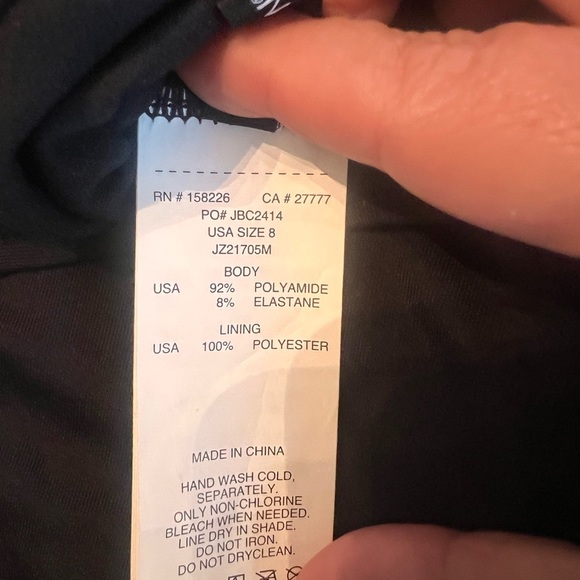 RN # 158226 CA # 27777
PO# JBC2414
USA SIZE 8
JZ21705M
BODY
USA 92% POLYAMIDE
8% ELASTANE
LINING
USA 100% POLYESTER
MADE IN CHINA
HAND WASH COLD,
SEPARATELY.
ONLY NON-CHLORINE
BLEACH WHEN NEEDED.
LINE DRY IN SHADE.
DO NOT IRON.
DO NOT DRYCLEAN.